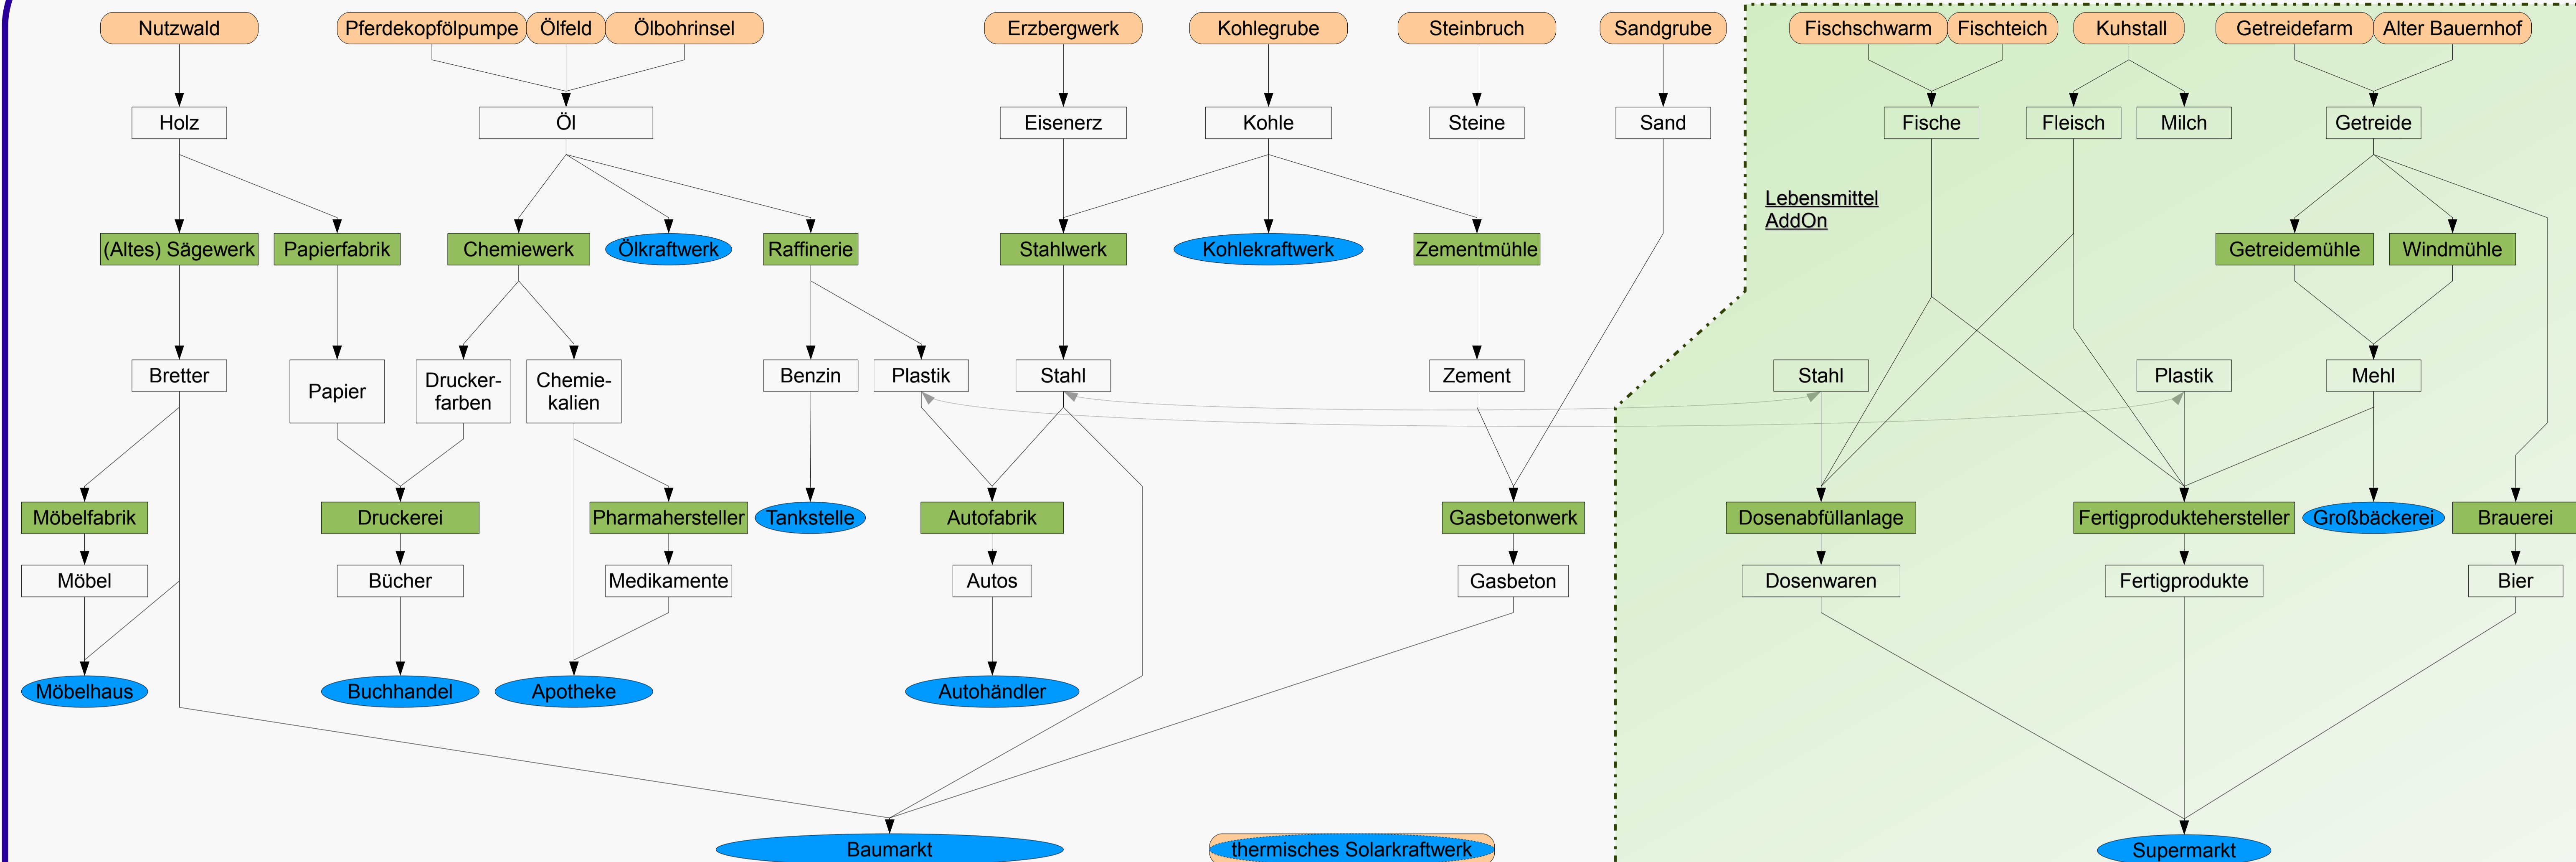 Nutzwald
Pferdekopfölpumpe
Ölfeld
Ölbohrinsel
Erzbergwerk
Kohlegrube
Steinbruch
Sandgrube
Fischschwarm
Fischteich
Kuhstall
Getreidefarm
Alter Bauernhof
Holz
Öl
Eisenerz
Kohle
Steine
Sand
Fische
Fleisch
Milch
Getreide
Lebensmittel
AddOn
(Altes) Sägewerk
Papierfabrik
Chemiewerk
Ölkraftwerk
Raffinerie
Stahlwerk
Kohlekraftwerk
Zementmühle
Getreidemühle
Windmühle
Bretter
Papier
Drucker-
farben
Chemie-
kalien
Benzin
Plastik
Stahl
Zement
Stahl
Plastik
Mehl
Möbelfabrik
Druckerei
Pharmahersteller
Tankstelle
Autofabrik
Gasbetonwerk
Dosenabfüllanlage
Fertigproduktehersteller
Großbäckerei
Brauerei
Möbel
Bücher
Medikamente
Autos
Gasbeton
Dosenwaren
Fertigprodukte
Bier
Möbelhaus
Buchhandel
Apotheke
Autohändler
Baumarkt
thermisches Solarkraftwerk
Supermarkt